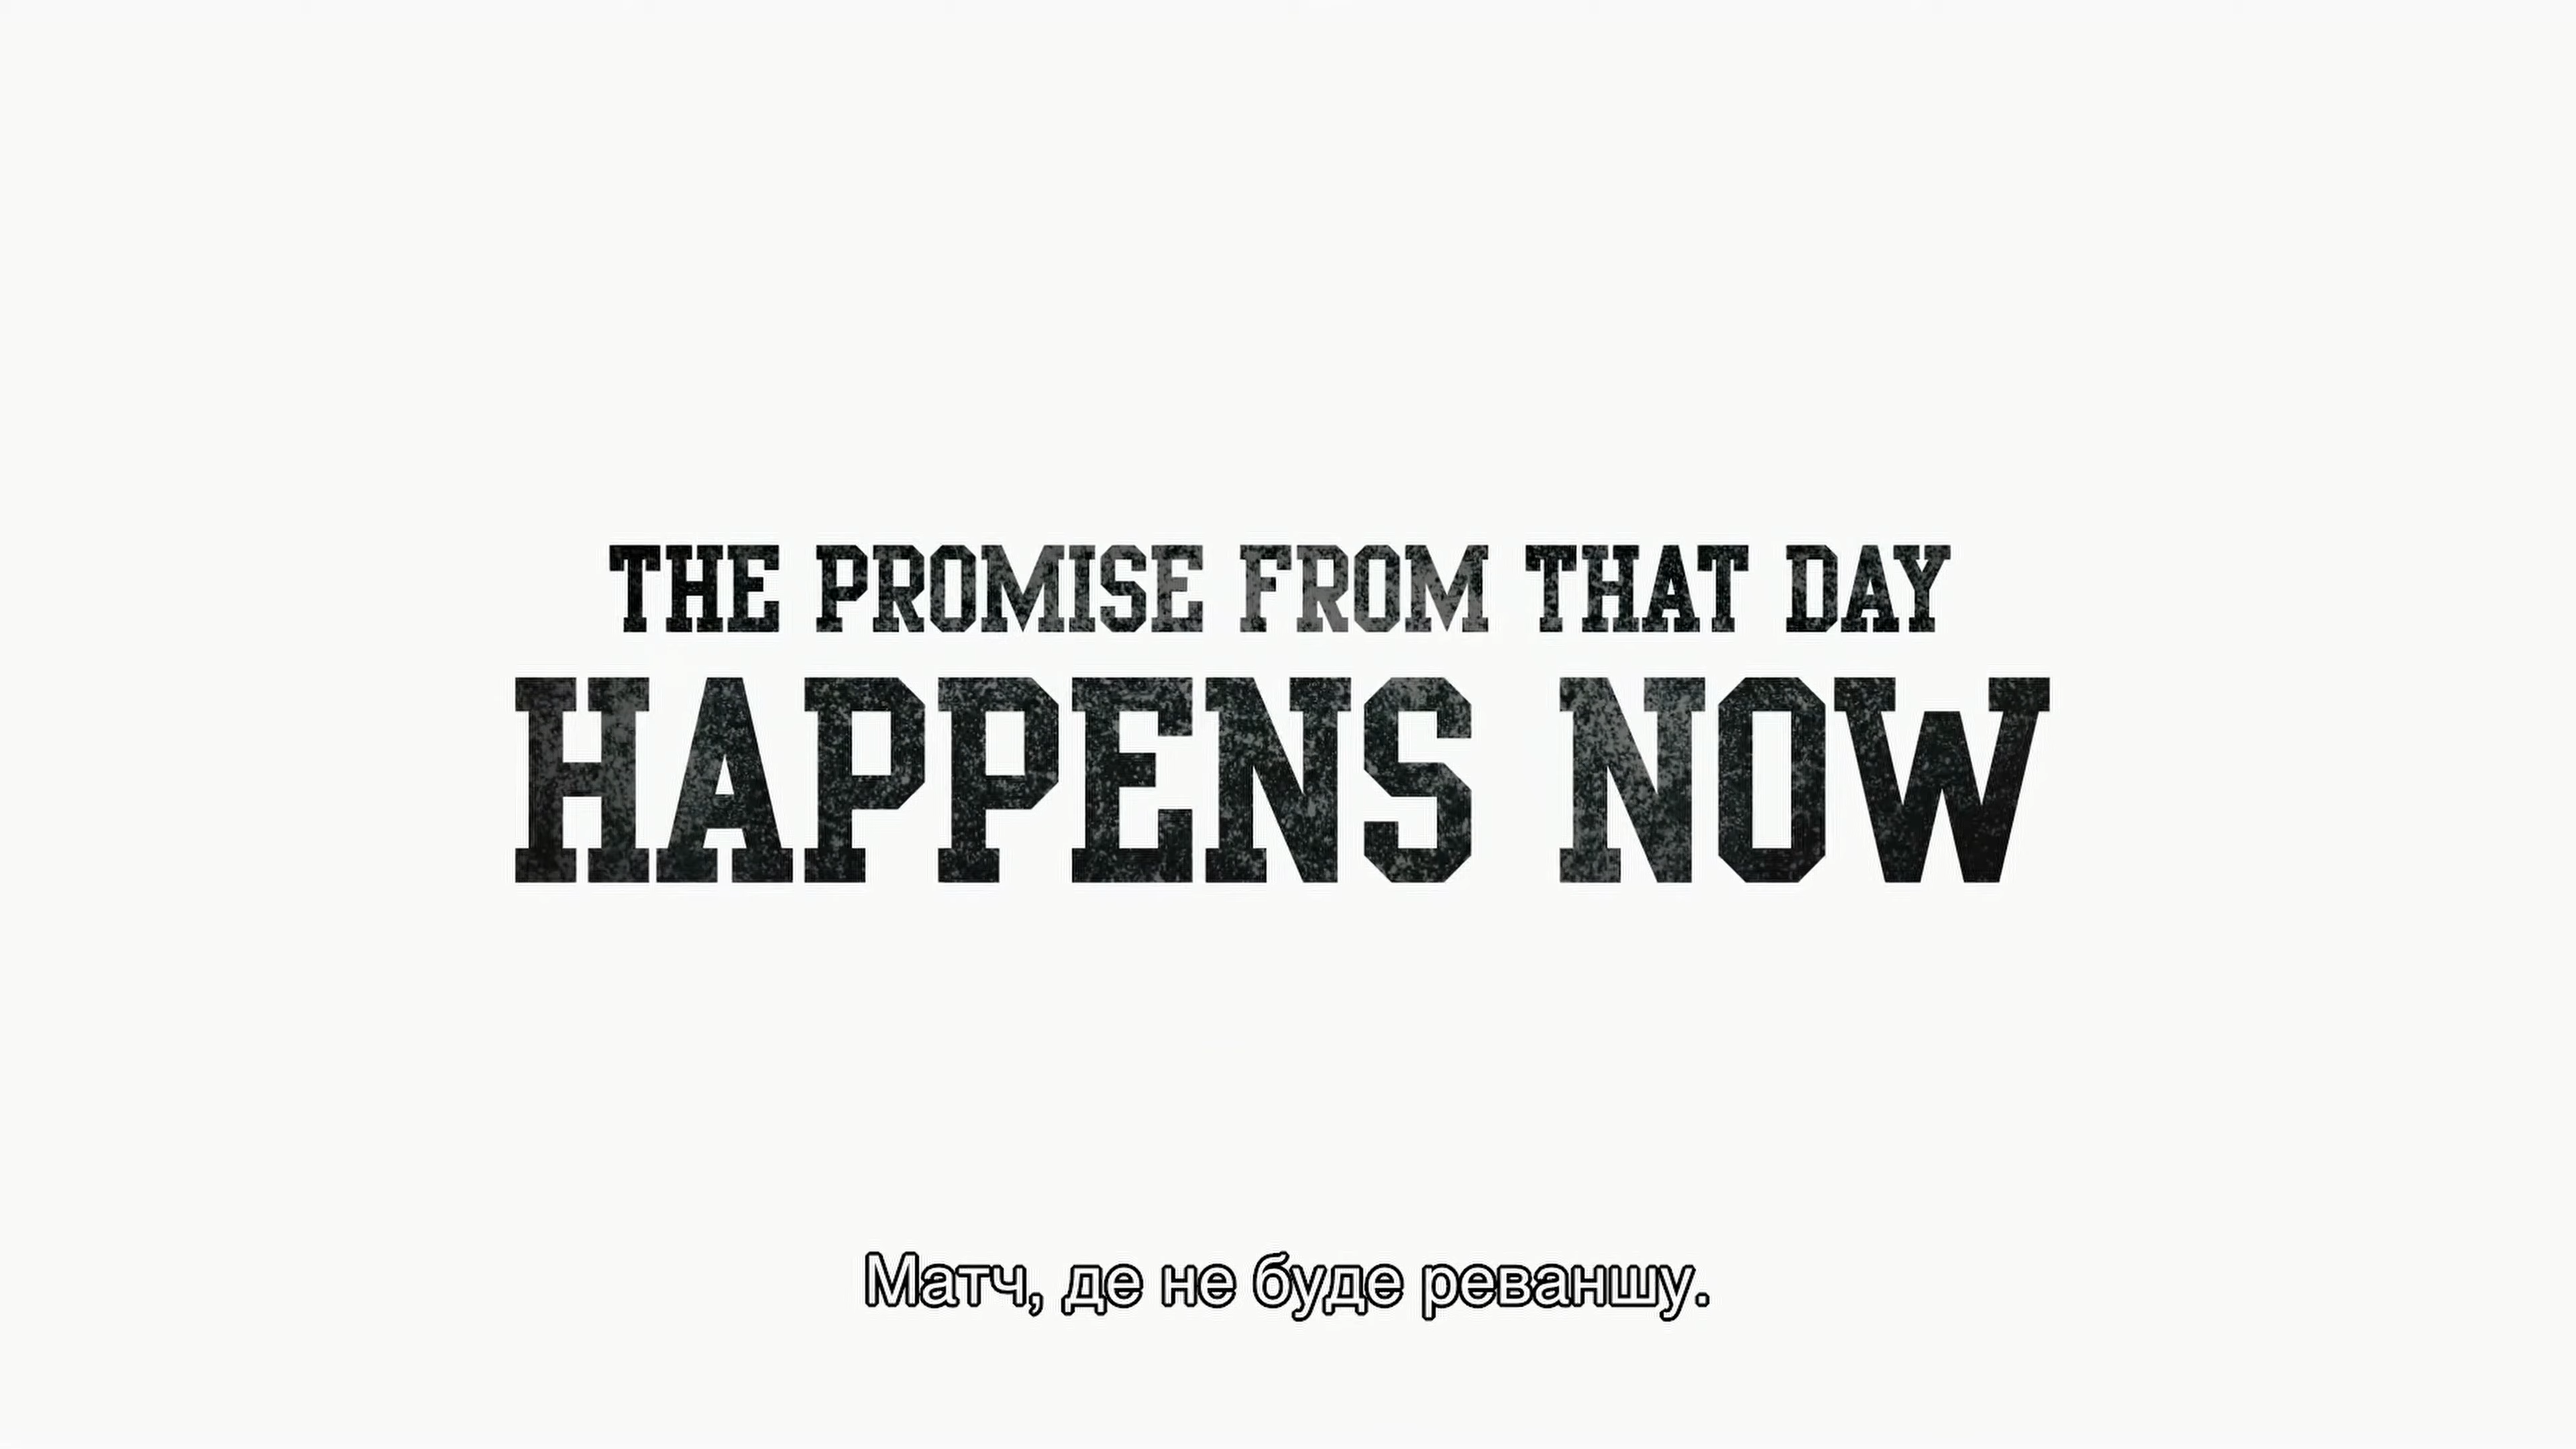 THE PROMISE FROM THAT DAY
HAPPENS NOW
Матч, де не буде реваншу.